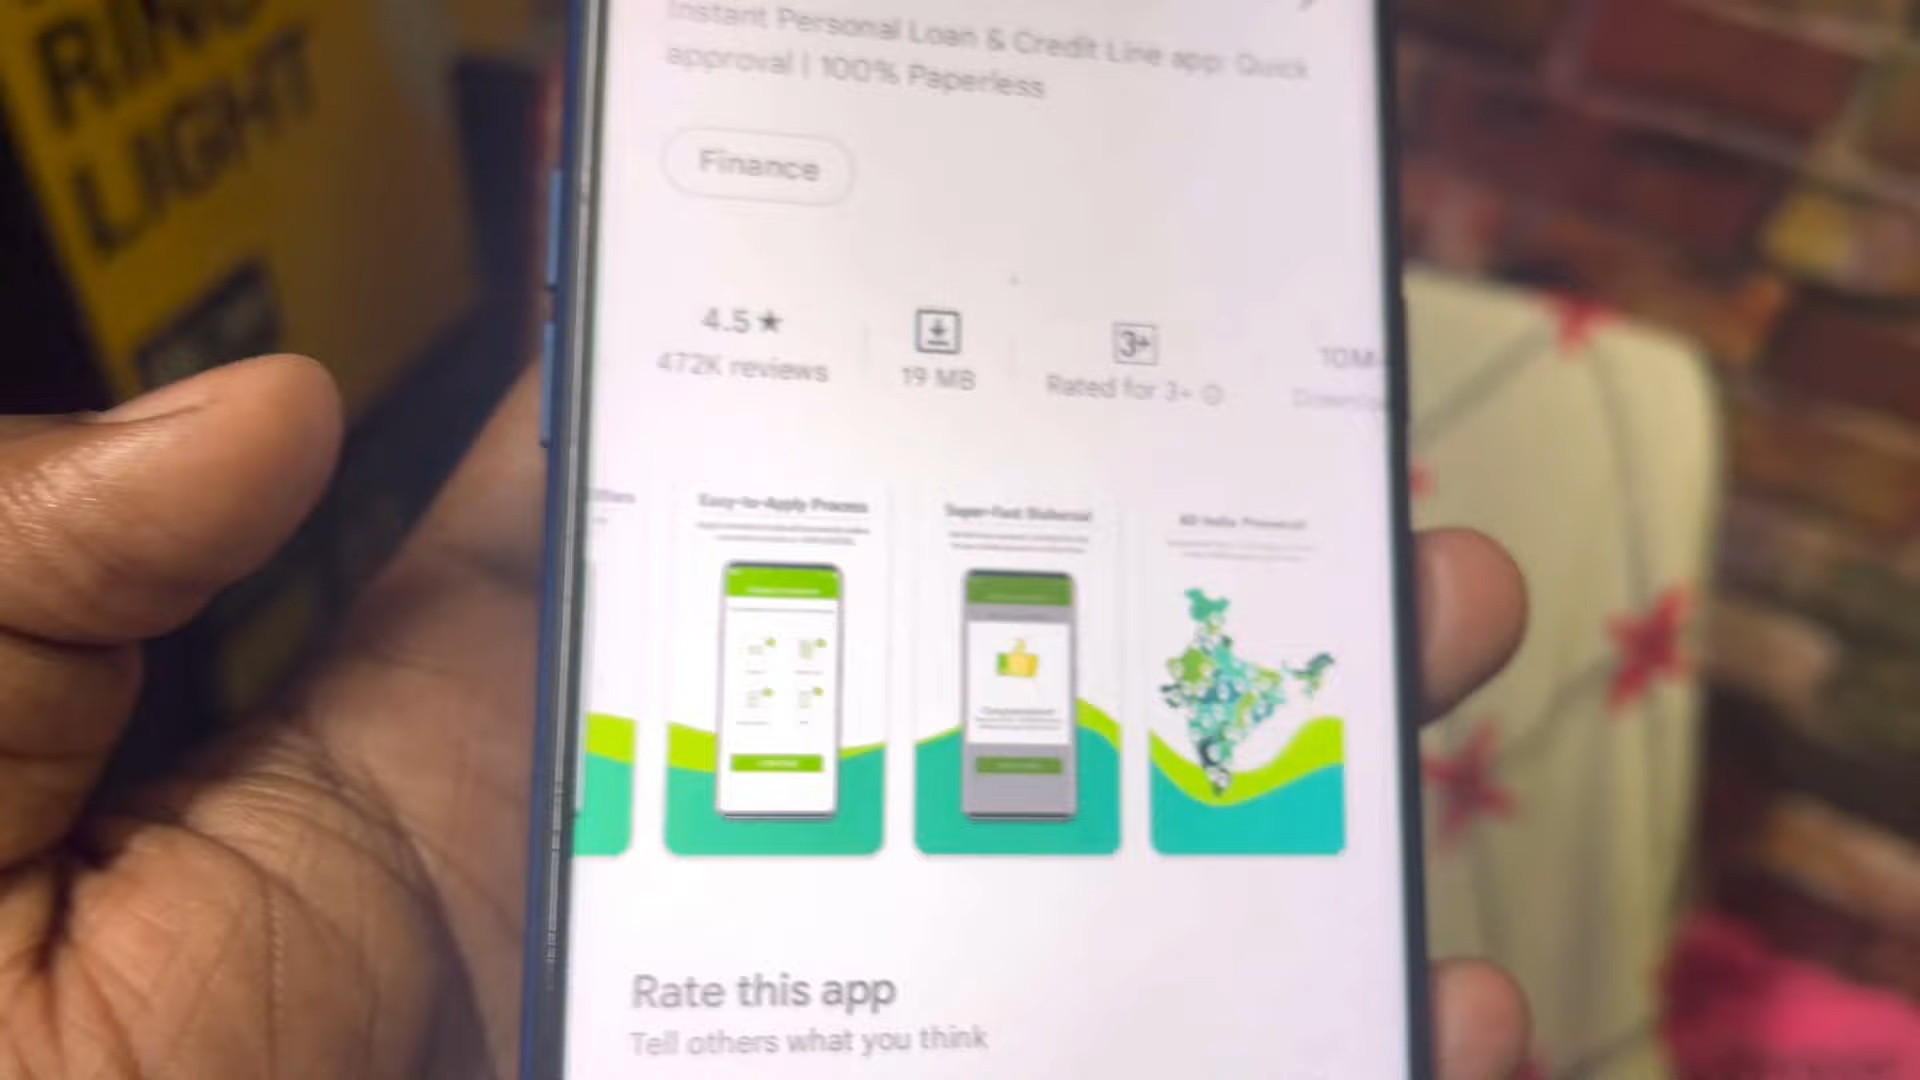 RING
LIGHT
Instant Personal Loan & Credit Line app: Quick
approval | 100% Paperless
Finance
4.5★
472K reviews
19 MB
3+
Rated for 3+
10M
Easy-to-Apply Process
Super-Fast Disbursal
Rate this app
Tell others what you think